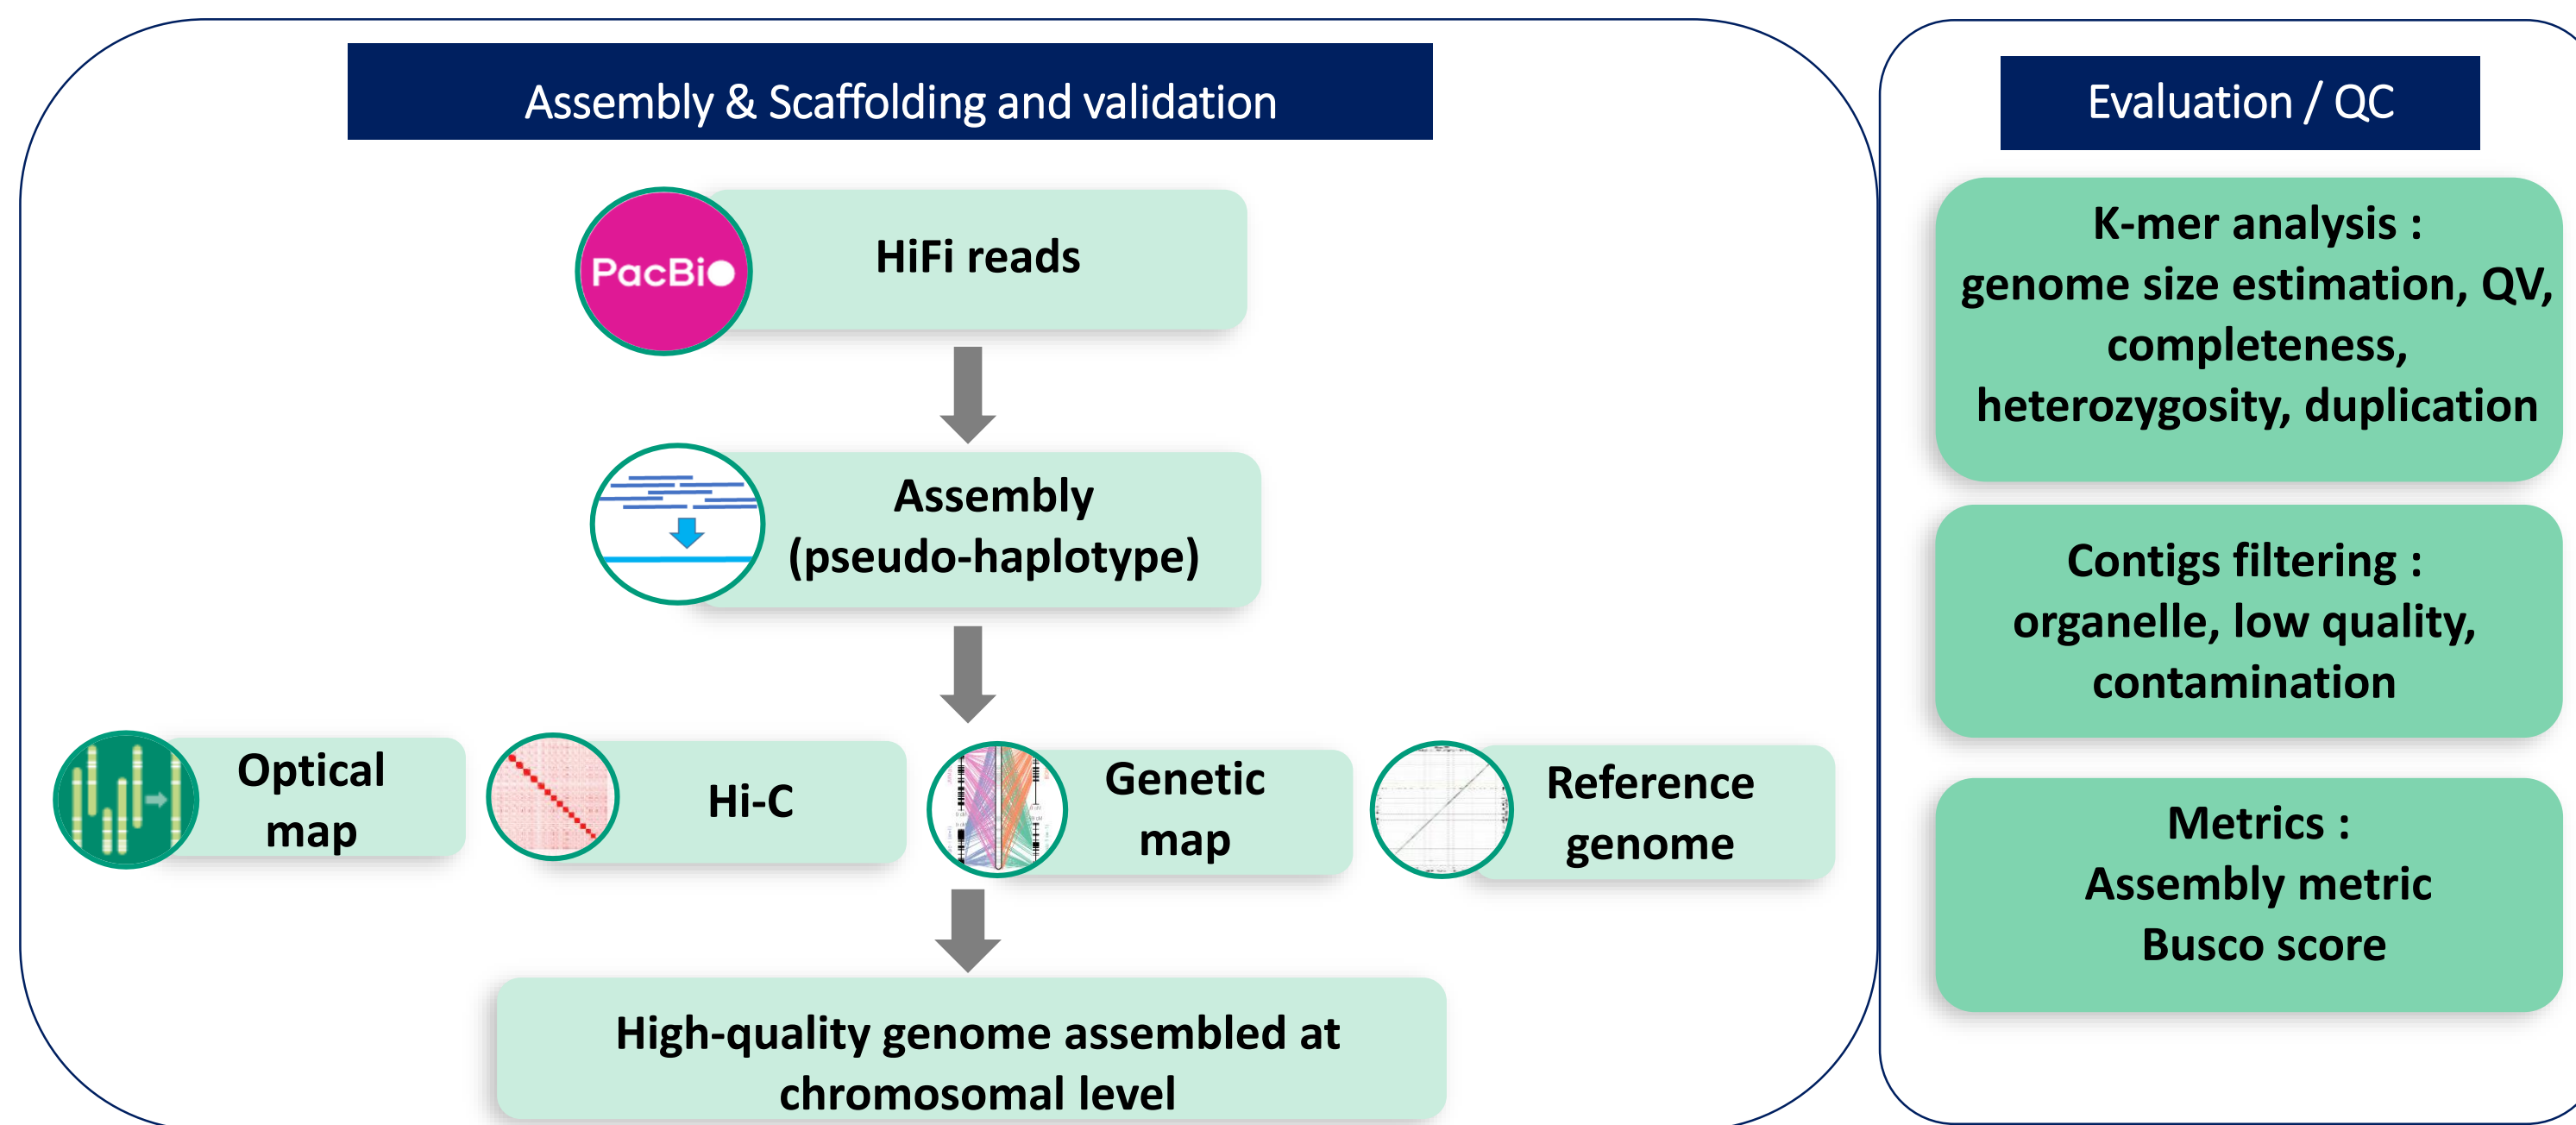 Assembly & Scaffolding and validation
PacBio
HiFi reads
Assembly
(pseudo-haplotype)
Optical
map
Hi-C
Genetic
map
Reference
genome
High-quality genome assembled at
chromosomal level
Evaluation / QC
K-mer analysis :
genome size estimation, QV,
completeness,
heterozygosity, duplication
Contigs filtering :
organelle, low quality,
contamination
Metrics :
Assembly metric
Busco score